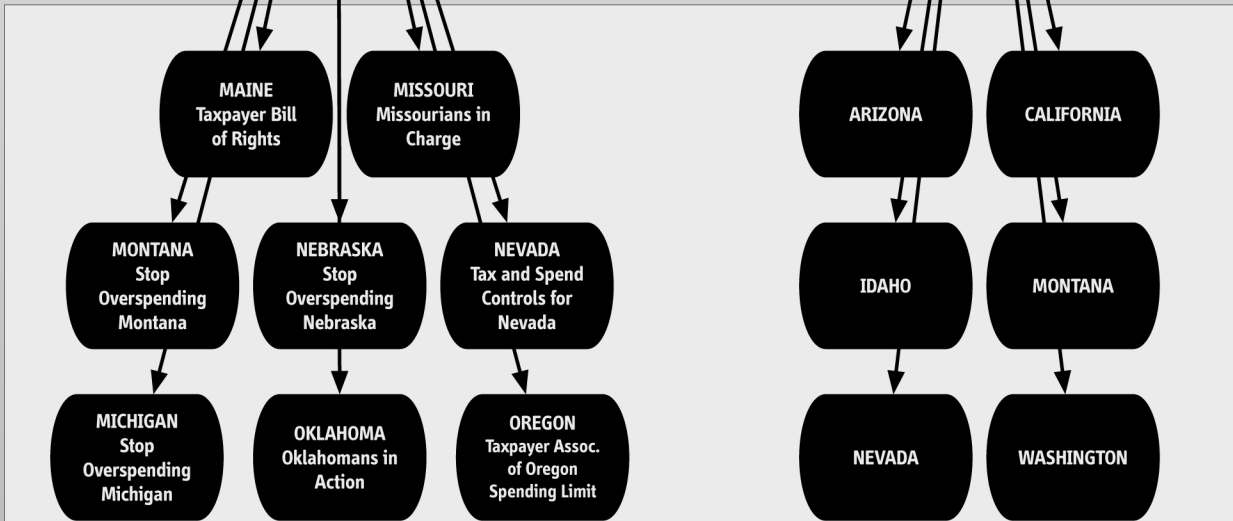 MAINE
Taxpayer Bill
of Rights
MISSOURI
Missourians in
Charge
ARIZONA
CALIFORNIA
MONTANA
Stop
Overspending
Montana
NEBRASKA
Stop
Overspending
Nebraska
NEVADA
Tax and Spend
Controls for
Nevada
IDAHO
MONTANA
MICHIGAN
Stop
Overspending
Michigan
OKLAHOMA
Oklahomans in
Action
OREGON
Taxpayer Assoc.
of Oregon
Spending Limit
NEVADA
WASHINGTON